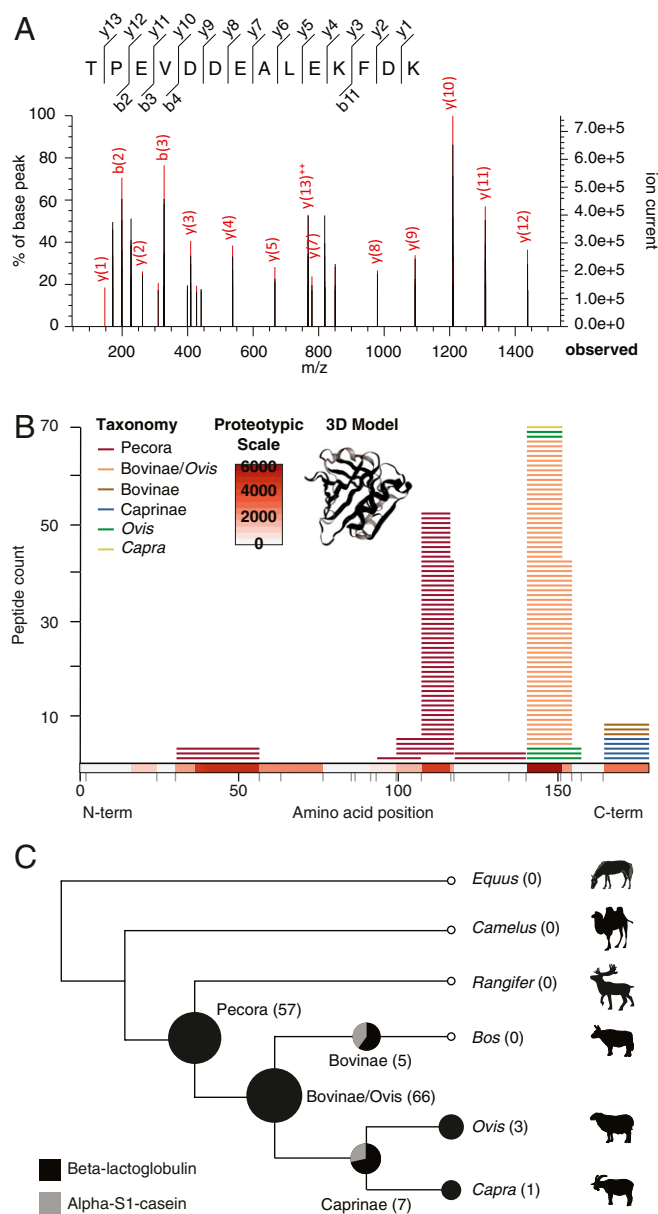 A
y13 y12 y11 y10 y9 y8 y7 y6 y5 y4 y3 y2 y1
T P E V D D E A L E K F D K
b2 b3 b4 b11
100
80
60
40
20
0
% of base peak
y(1)
b(2)
y(2)
b(3)
y(3)
y(4)
y(5)
y(13)++
y(7)
y(8)
y(9)
y(10)
y(11)
y(12)
7.0e+5
6.0e+5
5.0e+5
4.0e+5
3.0e+5
2.0e+5
1.0e+5
0.0e+0
ion current
200 400 600 800 1000 1200 1400 observed
m/z
B
70
50
30
10
0
Peptide count
Taxonomy
Pecora
Bovinae/Ovis
Bovinae
Caprinae
Ovis
Capra
Proteotypic
Scale
6000
4000
2000
0
3D Model
0 50 100 150
N-term Amino acid position C-term
C
Equus (0)
Camelus (0)
Rangifer (0)
Pecora (57)
Bos (0)
Bovinae (5)
Bovinae/Ovis (66)
Ovis (3)
Capra (1)
Caprinae (7)
Beta-lactoglobulin
Alpha-S1-casein